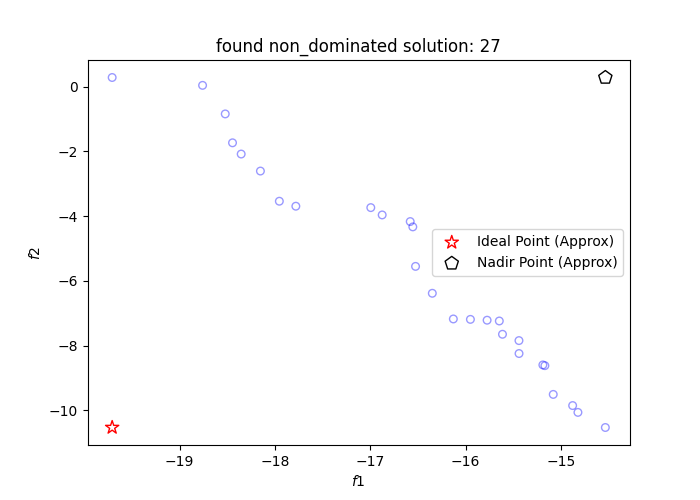 found non_dominated solution: 27
0
−2
−4
−6
−8
−10
f2
Ideal Point (Approx)
Nadir Point (Approx)
−19
−18
−17
−16
−15
f1